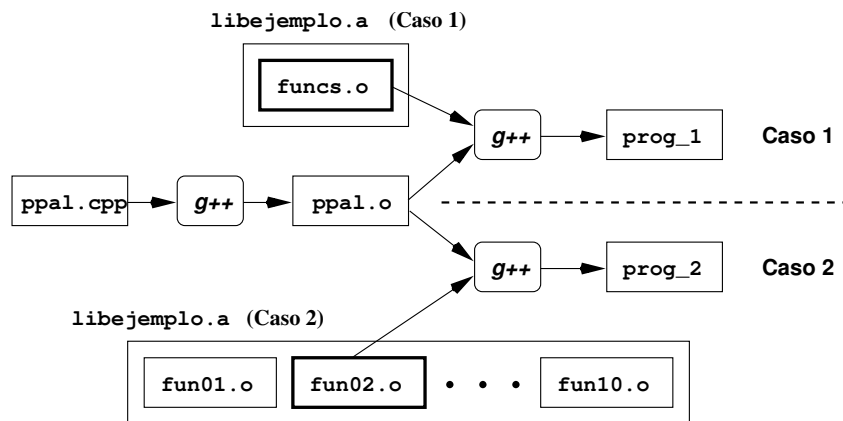 libejemplo.a (Caso 1)
funcs.o
g++
prog_1
Caso 1
ppal.cpp
g++
ppal.o
g++
prog_2
Caso 2
libejemplo.a (Caso 2)
fun01.o
fun02.o
• • •
fun10.o